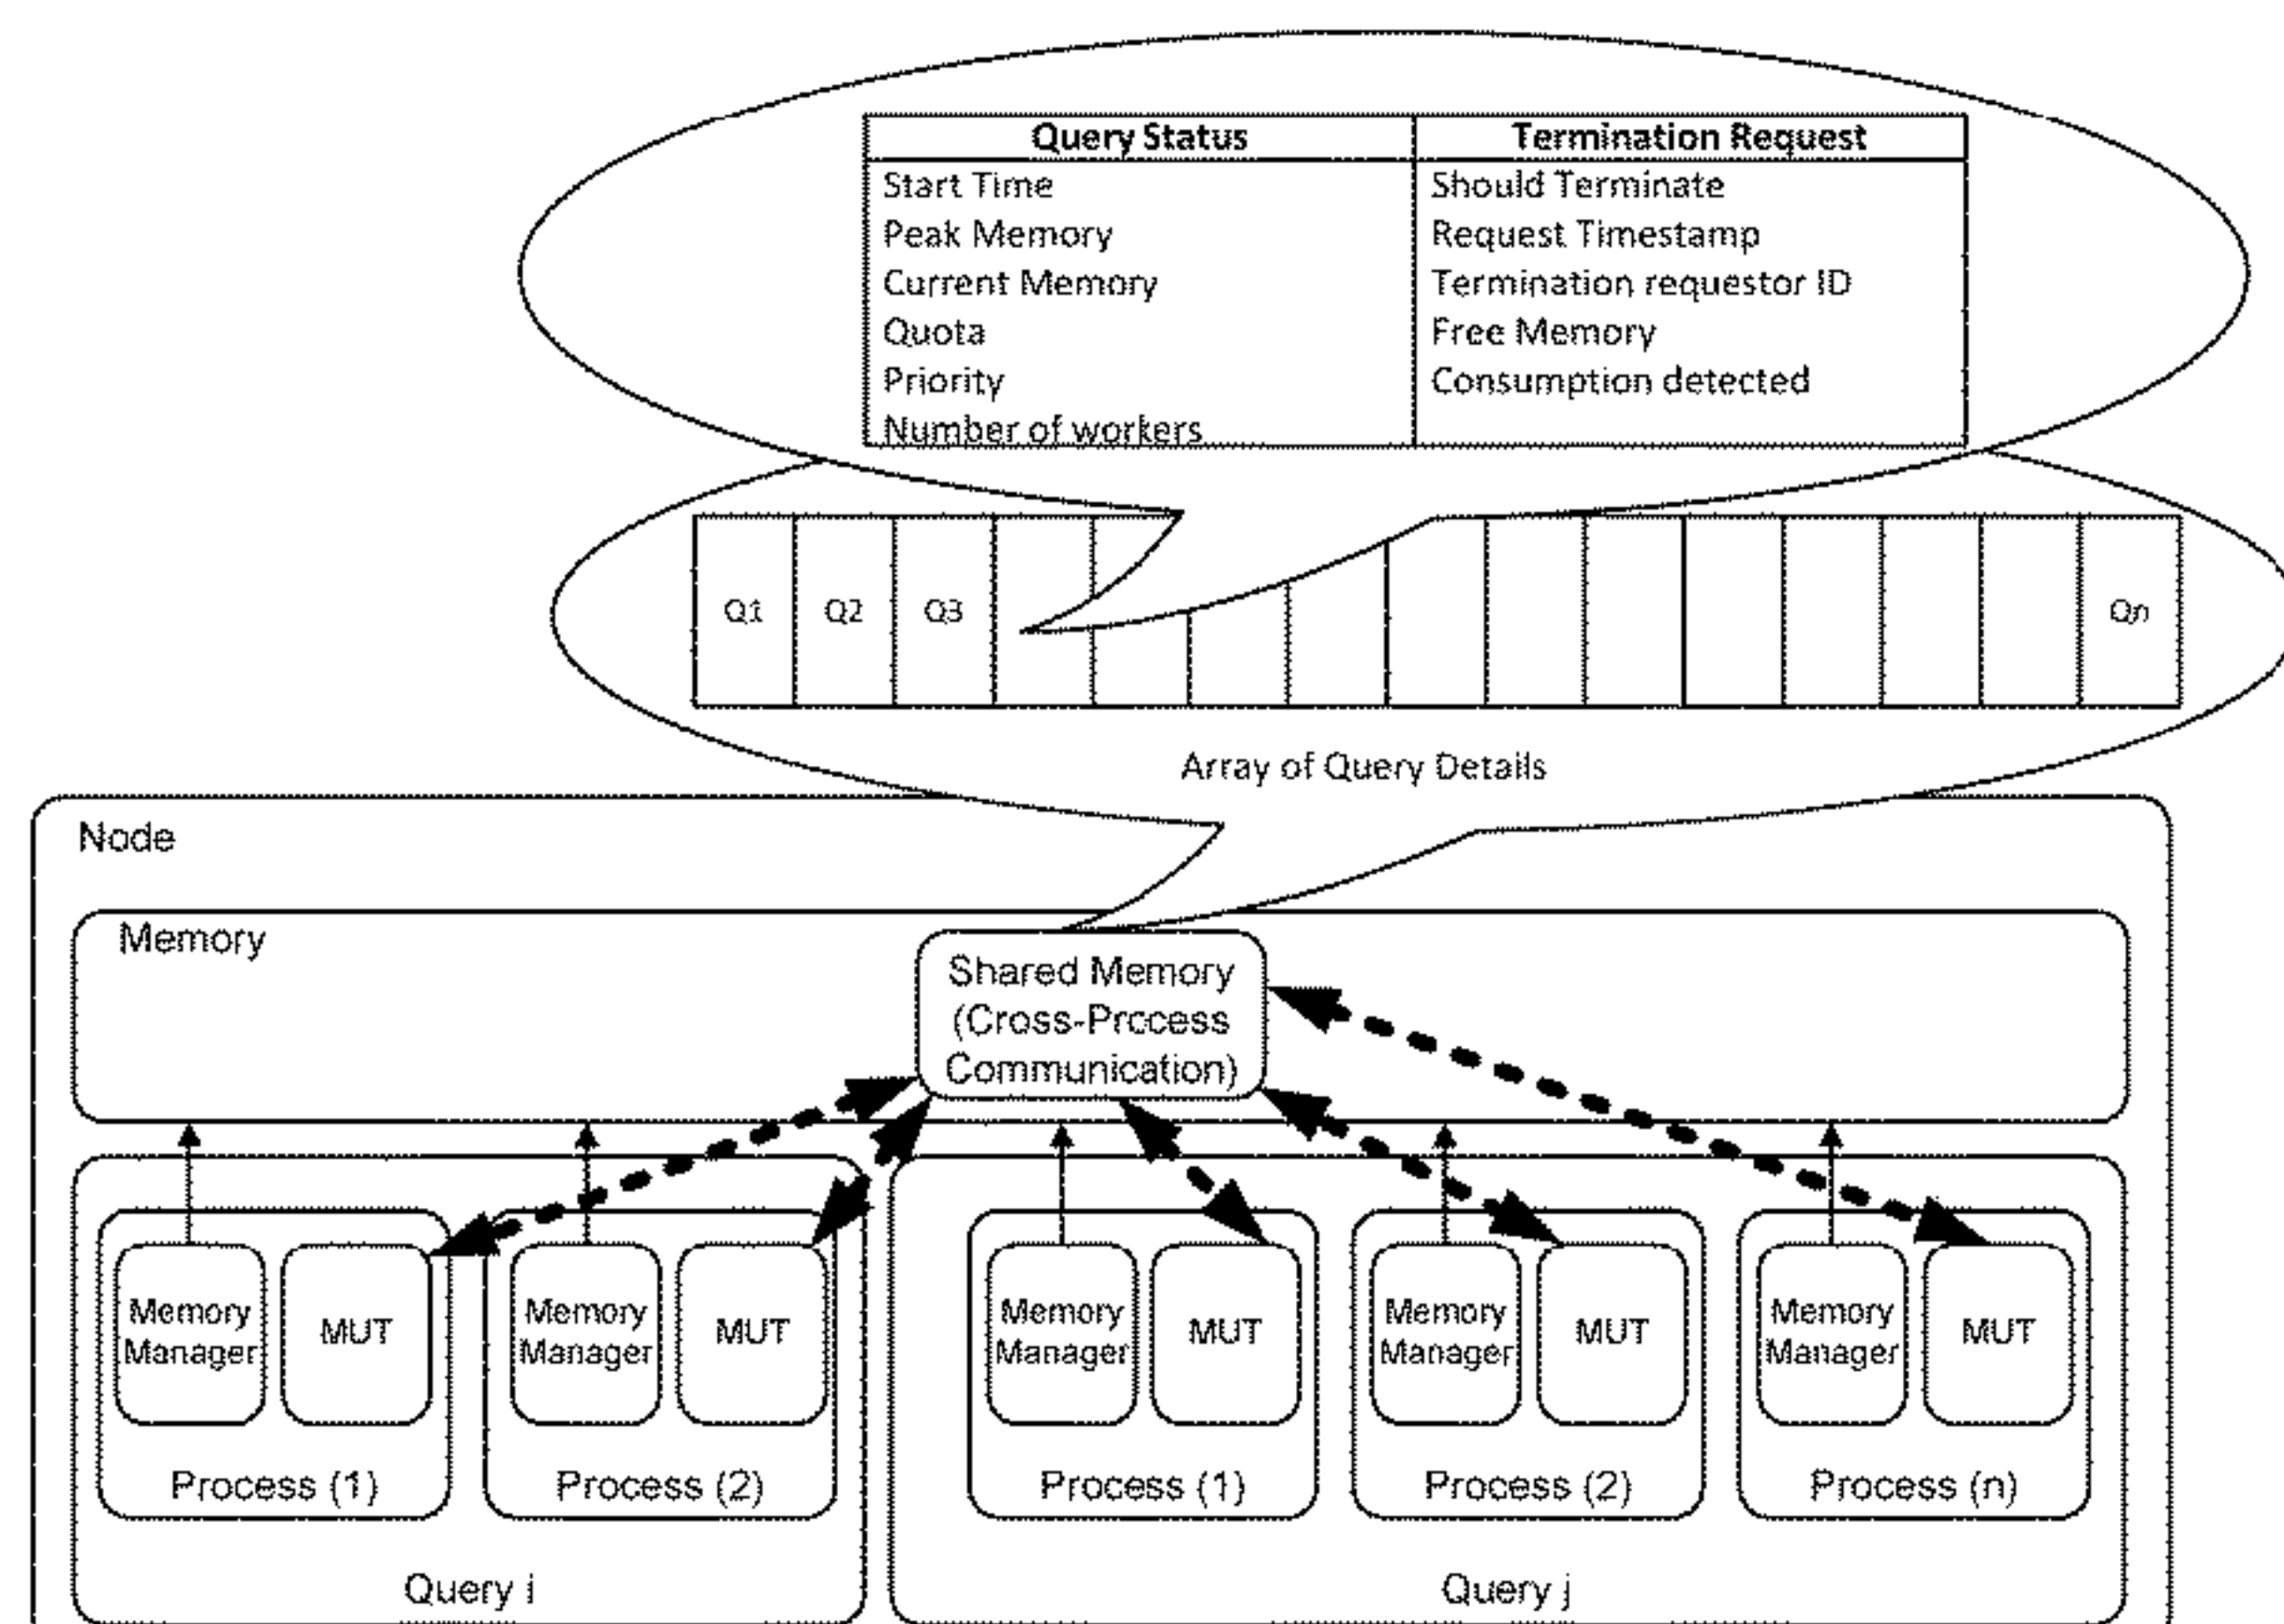 Query Status
Termination Request
Start Time
Should Terminate
Peak Memory
Request Timestamp
Current Memory
Termination requestor ID
Quota
Free Memory
Priority
Consumption detected
Number of workers
Q1
Q2
Q3
Qn
Array of Query Details
Node
Memory
Shared Memory
(Cross-Process
Communication)
Memory
Manager
MUT
Process (1)
Memory
Manager
MUT
Process (2)
Query i
Memory
Manager
MUT
Process (1)
Memory
Manager
MUT
Process (2)
Memory
Manager
MUT
Process (n)
Query j